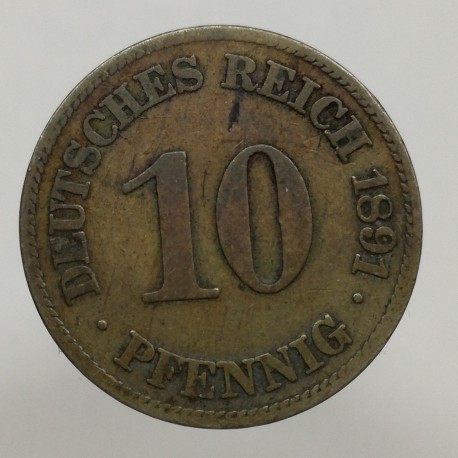 DEUTSCHES REICH 1891
10
· PFENNIG ·